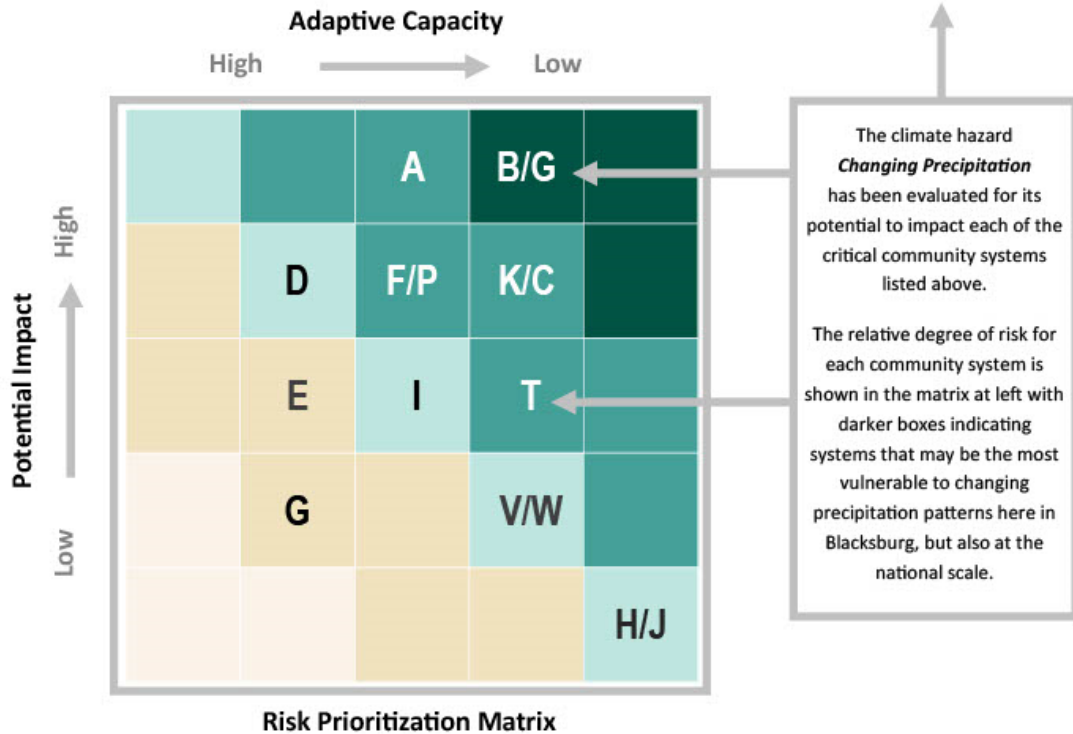 Adaptive Capacity
High
Low
A
B/G
D
F/P
K/C
E
I
T
G
V/W
H/J
High
Potential Impact
Low
Risk Prioritization Matrix
The climate hazard
Changing Precipitation
has been evaluated for its
potential to impact each of the
critical community systems
listed above.
The relative degree of risk for
each community system is
shown in the matrix at left with
darker boxes indicating
systems that may be the most
vulnerable to changing
precipitation patterns here in
Blacksburg, but also at the
national scale.